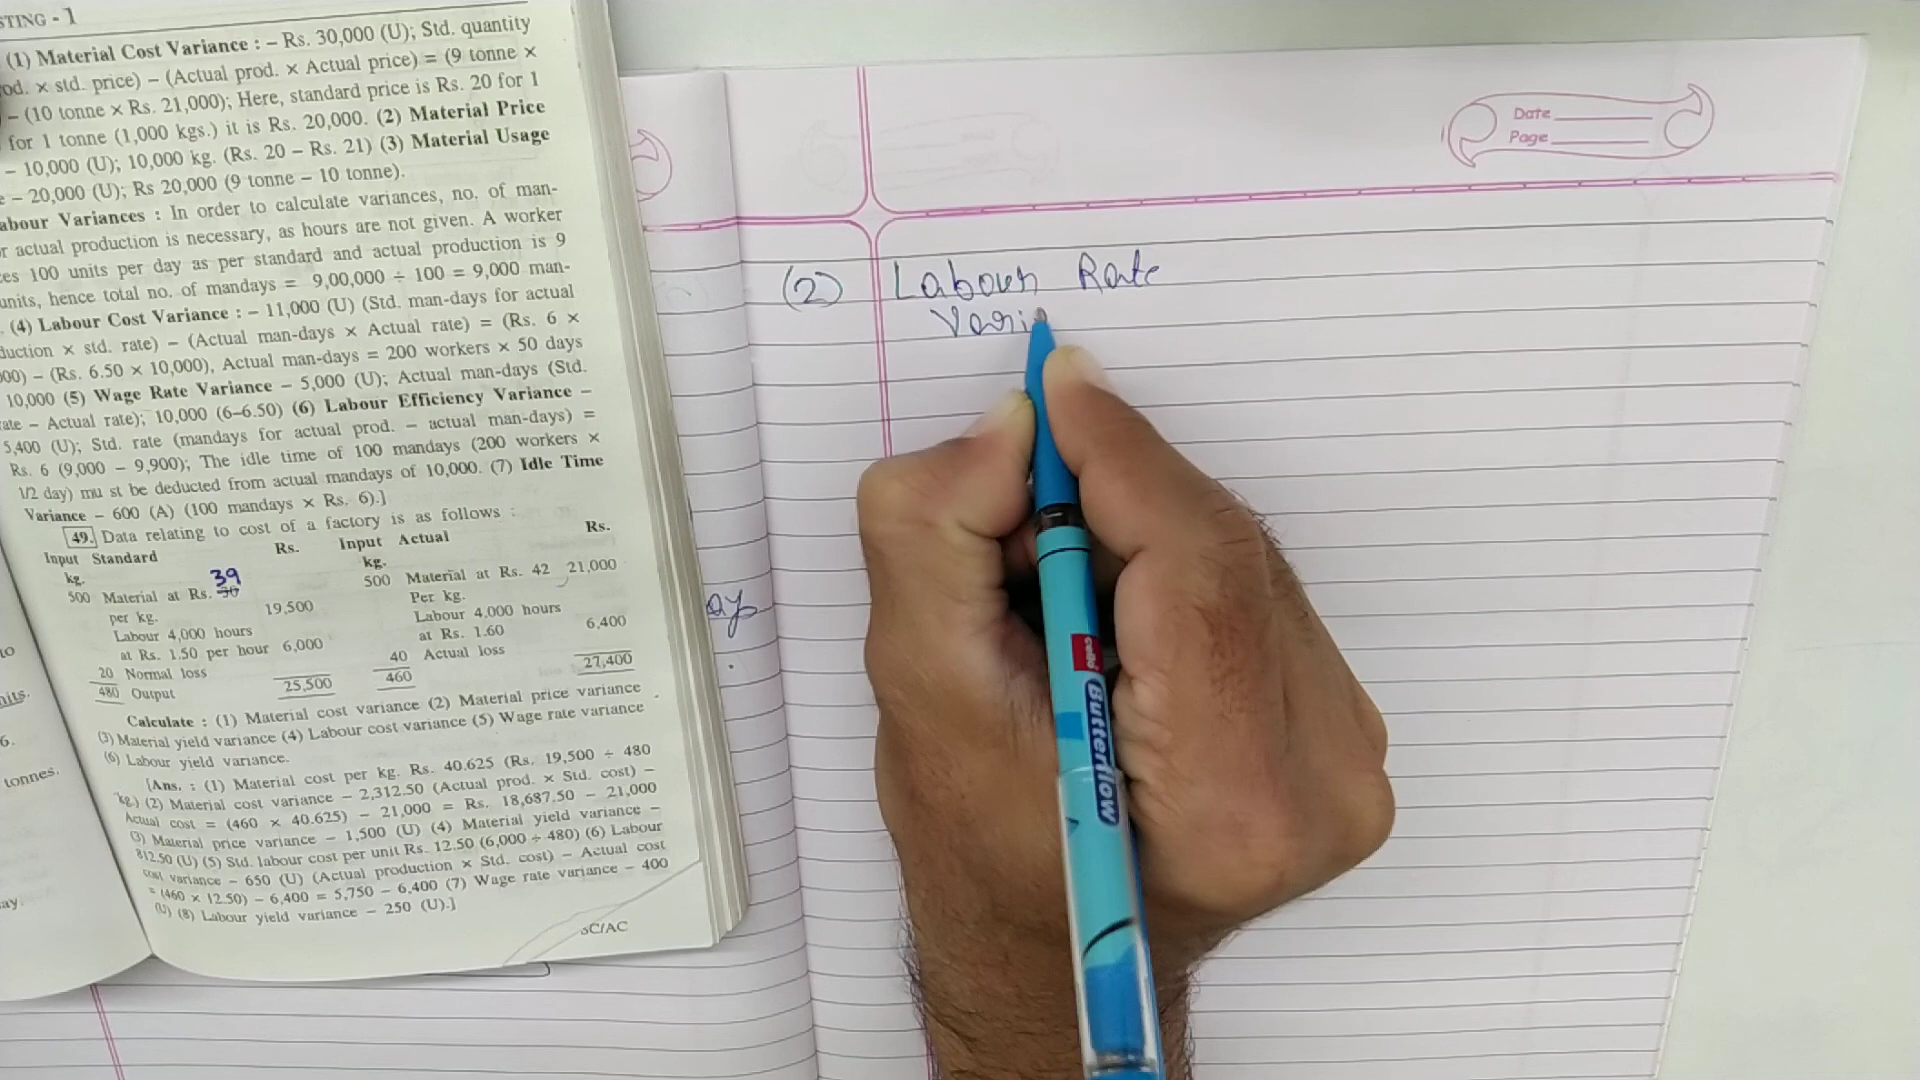 STING - 1
(1) Material Cost Variance : – Rs. 30,000 (U); Std. quantity
od. × std. price) – (Actual prod. × Actual price) = (9 tonne ×
– (10 tonne × Rs. 21,000); Here, standard price is Rs. 20 for 1
for 1 tonne (1,000 kgs.) it is Rs. 20,000. (2) Material Price
– 10,000 (U); 10,000 kg. (Rs. 20 – Rs. 21) (3) Material Usage
e – 20,000 (U); Rs 20,000 (9 tonne – 10 tonne).
abour Variances : In order to calculate variances, no. of man-
r actual production is necessary, as hours are not given. A worker
es 100 units per day as per standard and actual production is 9
units, hence total no. of mandays = 9,00,000 ÷ 100 = 9,000 man-
. (4) Labour Cost Variance : – 11,000 (U) (Std. man-days for actual
duction × std. rate) – (Actual man-days × Actual rate) = (Rs. 6 ×
00) – (Rs. 6.50 × 10,000), Actual man-days = 200 workers × 50 days
10,000 (5) Wage Rate Variance – 5,000 (U); Actual man-days (Std.
ate – Actual rate); 10,000 (6–6.50) (6) Labour Efficiency Variance –
5,400 (U); Std. rate (mandays for actual prod. – actual man-days) =
Rs. 6 (9,000 – 9,900); The idle time of 100 mandays (200 workers ×
1/2 day) mu st be deducted from actual mandays of 10,000. (7) Idle Time
Variance – 600 (A) (100 mandays × Rs. 6).]
49. Data relating to cost of a factory is as follows :
Input Standard Rs. Input Actual Rs.
kg. kg.
500 Material at Rs. 39 30 500 Material at Rs. 42 21,000
per kg. 19,500 Per kg.
Labour 4,000 hours Labour 4,000 hours
at Rs. 1.50 per hour 6,000 at Rs. 1.60 6,400
20 Normal loss 40 Actual loss
480 Output 25,500 460 27,400
Calculate : (1) Material cost variance (2) Material price variance
(3) Material yield variance (4) Labour cost variance (5) Wage rate variance
(6) Labour yield variance.
[Ans. : (1) Material cost per kg. Rs. 40.625 (Rs. 19,500 ÷ 480
kg.) (2) Material cost variance – 2,312.50 (Actual prod. × Std. cost) –
Actual cost = (460 × 40.625) – 21,000 = Rs. 18,687.50 – 21,000
(3) Material price variance – 1,500 (U) (4) Material yield variance –
812.50 (U) (5) Std. labour cost per unit Rs. 12.50 (6,000 ÷ 480) (6) Labour
cost variance – 650 (U) (Actual production × Std. cost) – Actual cost
= (460 × 12.50) – 6,400 = 5,750 – 6,400 (7) Wage rate variance – 400
(U) (8) Labour yield variance – 250 (U).]
SC/AC
to
nits.
6.
tonnes.
ay.
Date
Page
(2) Labour Rate
Varia
cello
Butterflow